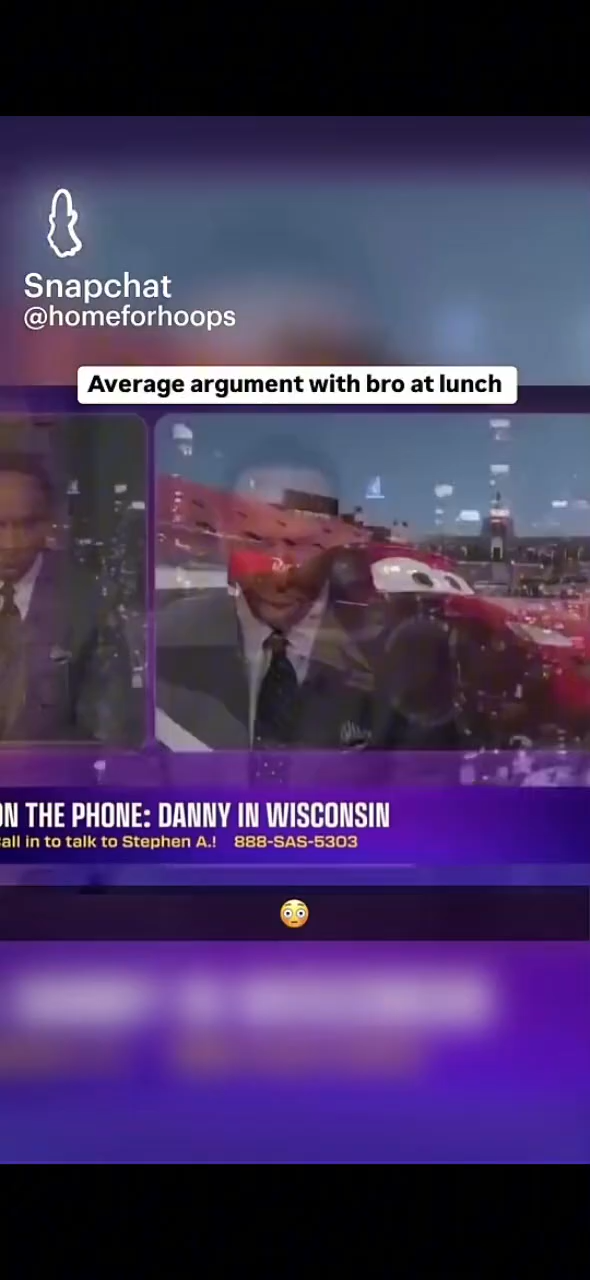 Snapchat
@homeforhoops
Average argument with bro at lunch
ON THE PHONE: DANNY IN WISCONSIN
all in to talk to Stephen A.! 888-SAS-5303